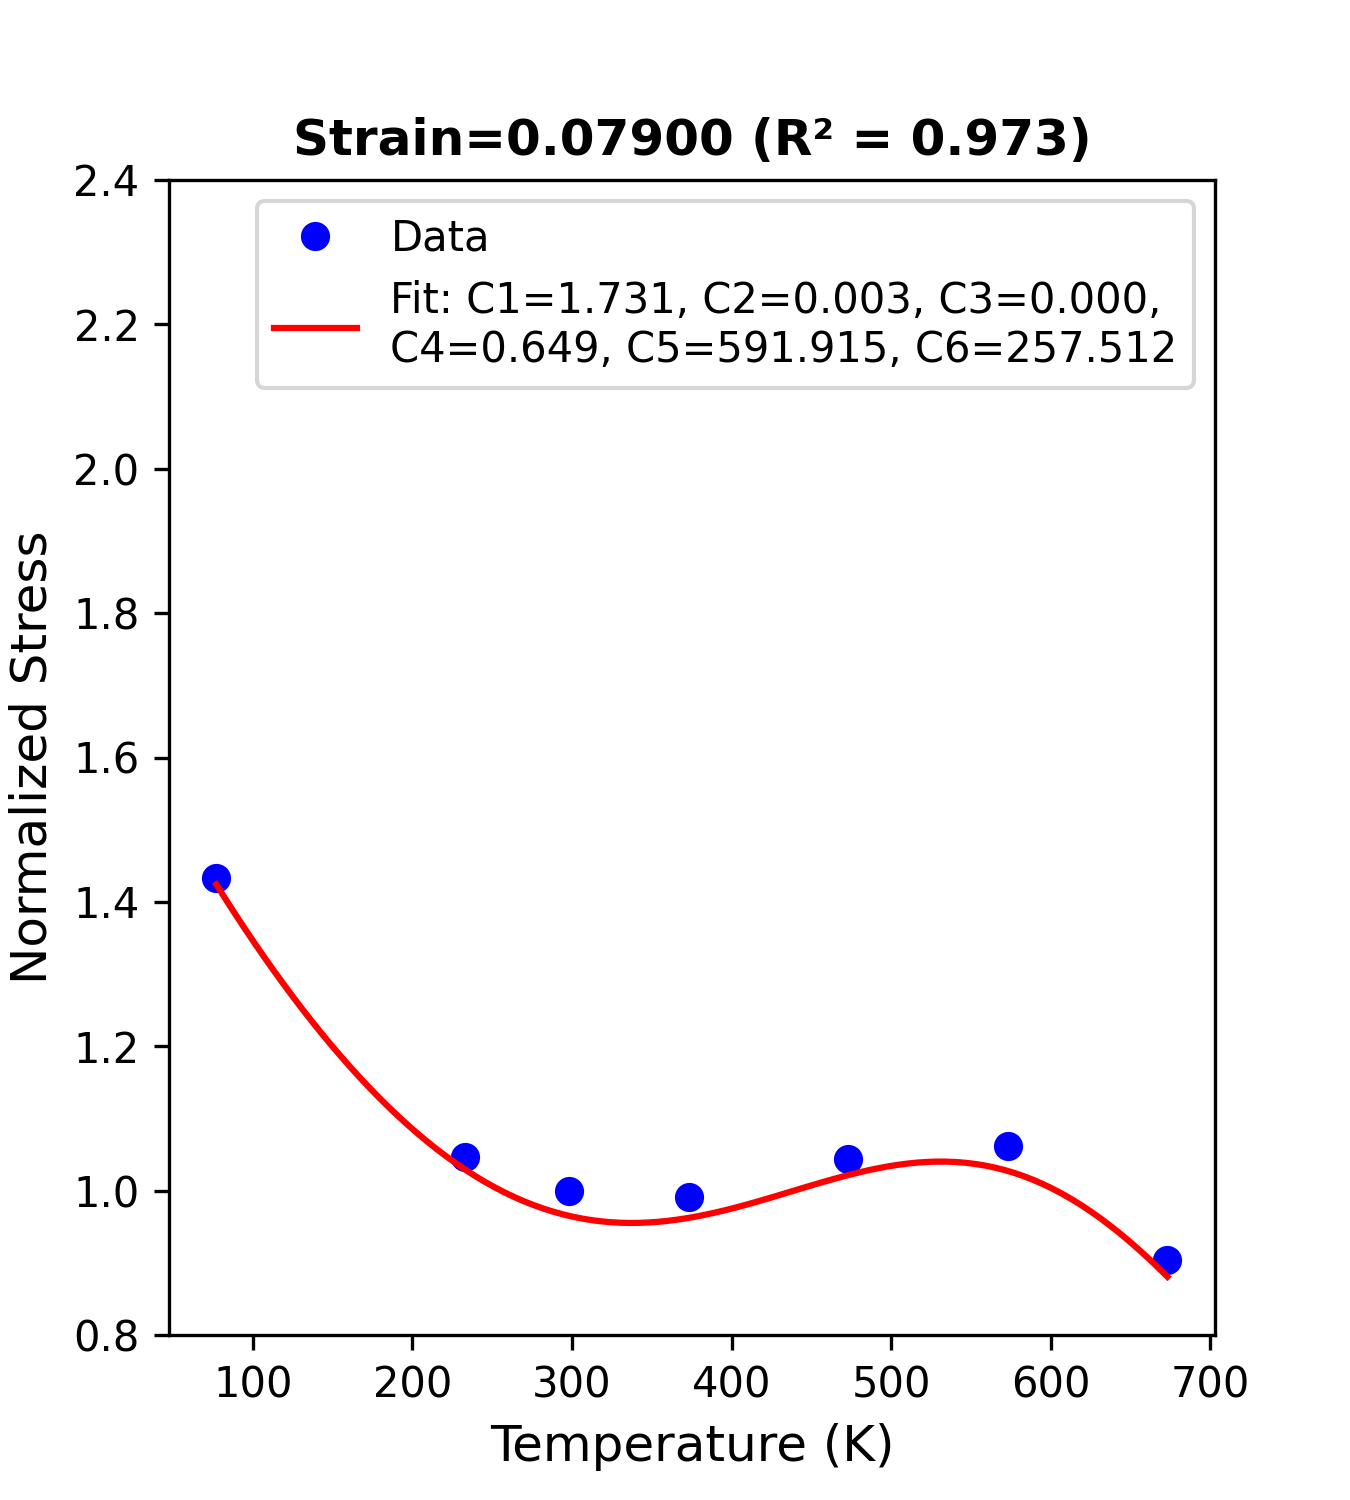 Strain=0.07900 (R² = 0.973)
Data
Fit: C1=1.731, C2=0.003, C3=0.000,
C4=0.649, C5=591.915, C6=257.512
2.4
2.2
2.0
1.8
1.6
1.4
1.2
1.0
0.8
Normalized Stress
100 200 300 400 500 600 700
Temperature (K)